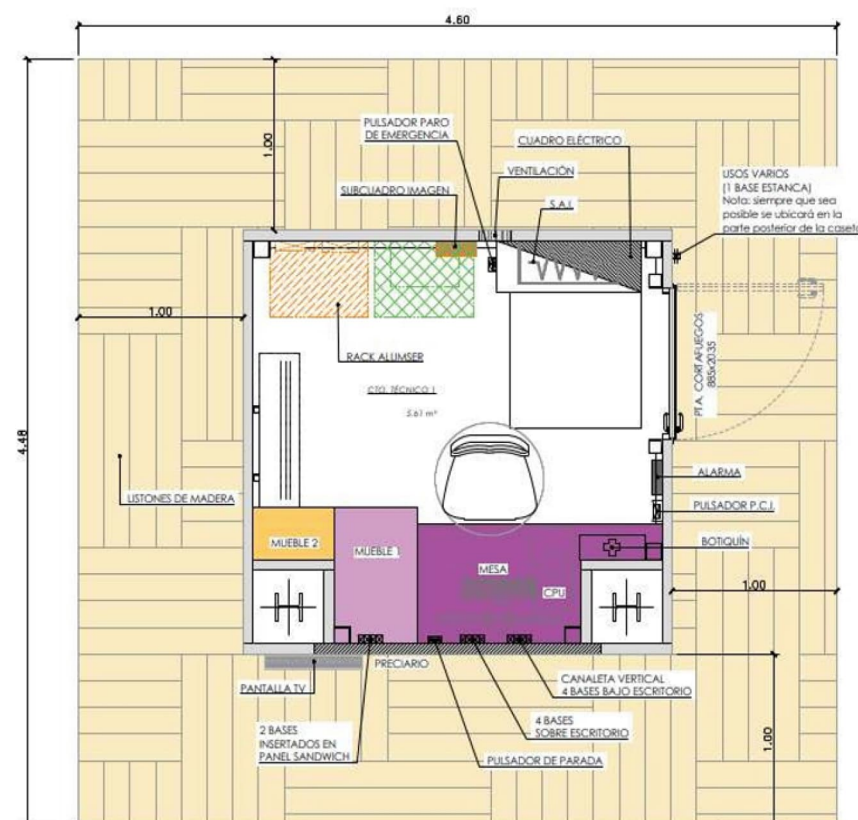 4.60
PULSADOR PARO
DE EMERGENCIA
CUADRO ELÉCTRICO
1.00
VENTILACIÓN
USOS VARIOS
(1 BASE ESTANCA)
Nota: siempre que sea
posible se ubicará en la
parte posterior de la caseta
SUBCUADRO IMAGEN
S.A.I.
1.00
RACK ALUMSER
PTA. CORTAFUEGOS
885x2035
CTO. TÉCNICO 1
5.61 m²
4.48
ALARMA
LISTONES DE MADERA
PULSADOR P.C.I.
MUEBLE 2
MUEBLE 1
BOTIQUÍN
MESA
CPU
1.00
PRECIARIO
PANTALLA TV
CANALETA VERTICAL
4 BASES BAJO ESCRITORIO
2 BASES
INSERTADOS EN
PANEL SANDWICH
4 BASES
SOBRE ESCRITORIO
PULSADOR DE PARADA
1.00